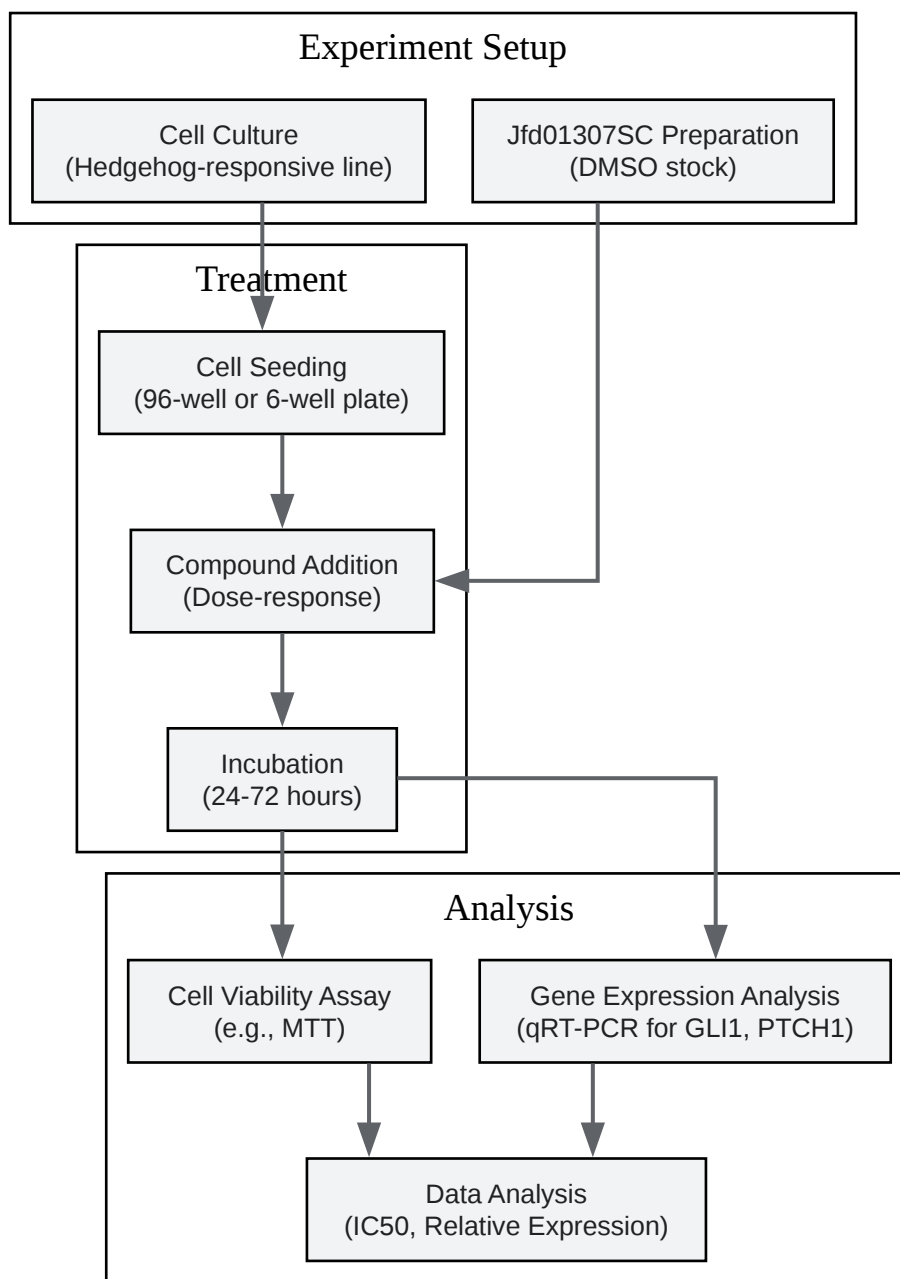 Experiment Setup
Cell Culture
(Hedgehog-responsive line)
Jfd01307SC Preparation
(DMSO stock)
Treatment
Cell Seeding
(96-well or 6-well plate)
Compound Addition
(Dose-response)
Incubation
(24-72 hours)
Analysis
Cell Viability Assay
(e.g., MTT)
Gene Expression Analysis
(qRT-PCR for GLI1, PTCH1)
Data Analysis
(IC50, Relative Expression)